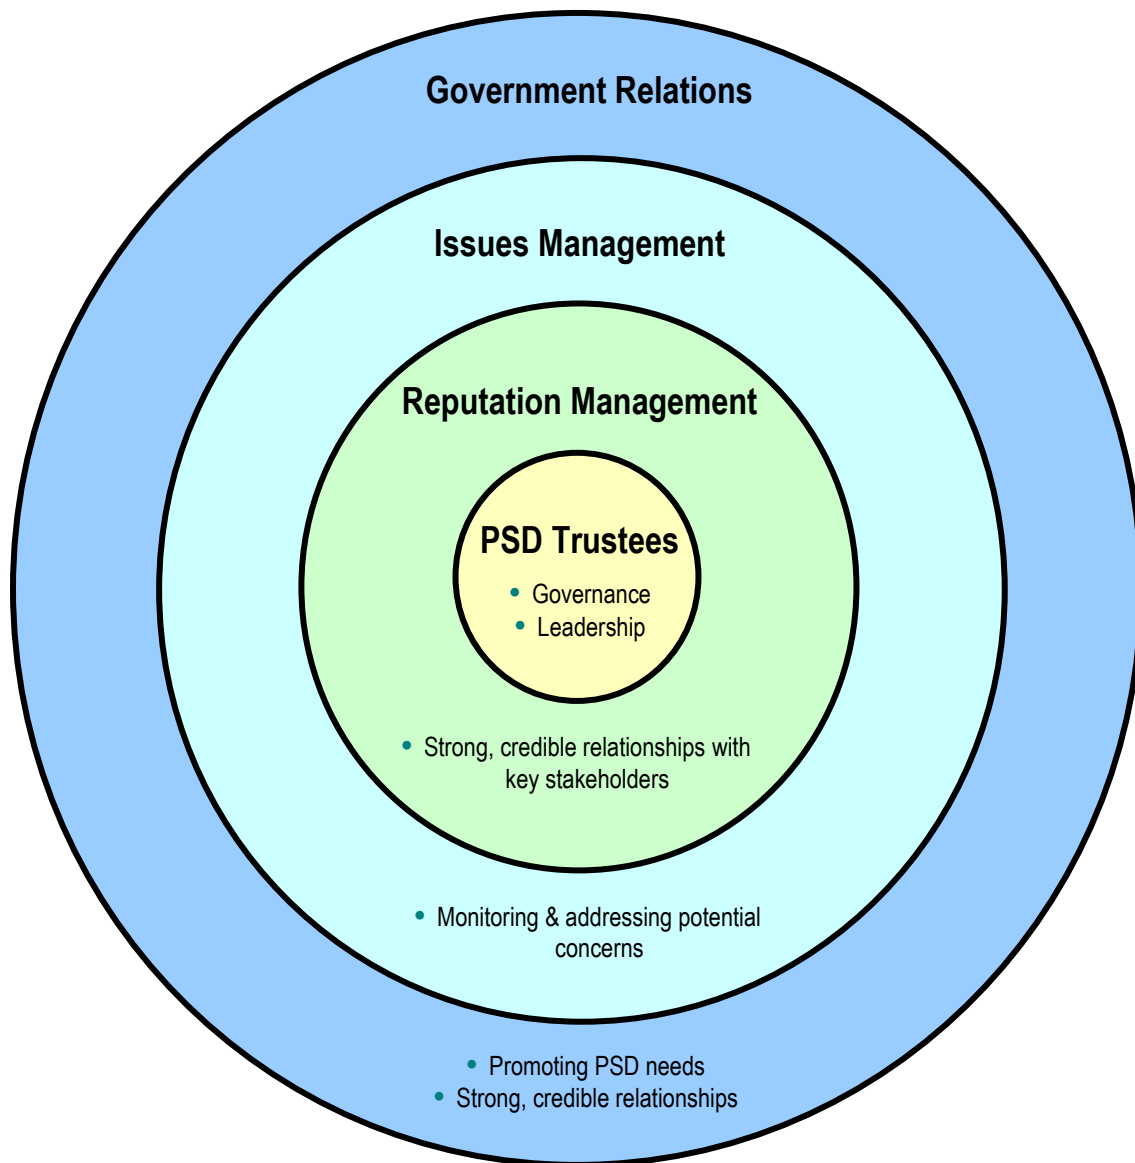 Government Relations
Issues Management
Reputation Management
PSD Trustees
• Governance
• Leadership
• Strong, credible relationships with
key stakeholders
• Monitoring & addressing potential
concerns
• Promoting PSD needs
• Strong, credible relationships